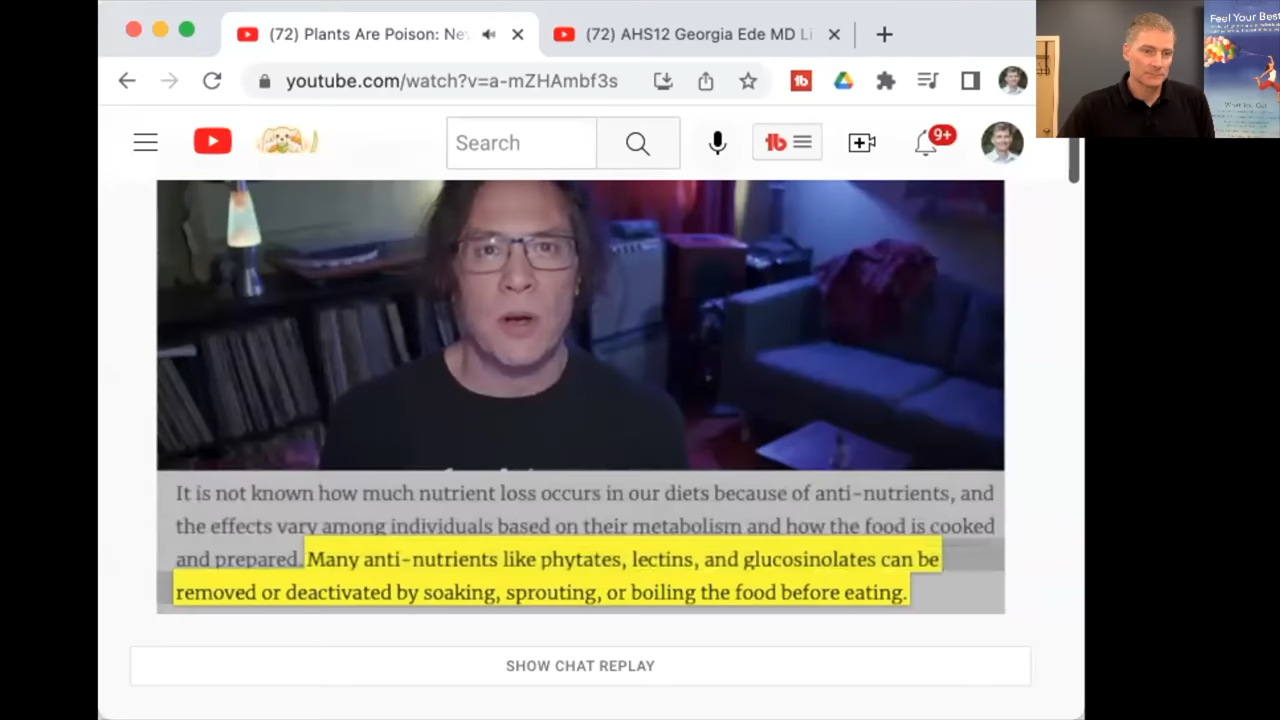 (72) Plants Are Poison: Ne
(72) AHS12 Georgia Ede MD Li
youtube.com/watch?v=a-mZHAmbf3s
Feel Your Best
What You Get
Search
9+
It is not known how much nutrient loss occurs in our diets because of anti-nutrients, and
the effects vary among individuals based on their metabolism and how the food is cooked
and prepared. Many anti-nutrients like phytates, lectins, and glucosinolates can be
removed or deactivated by soaking, sprouting, or boiling the food before eating.
SHOW CHAT REPLAY